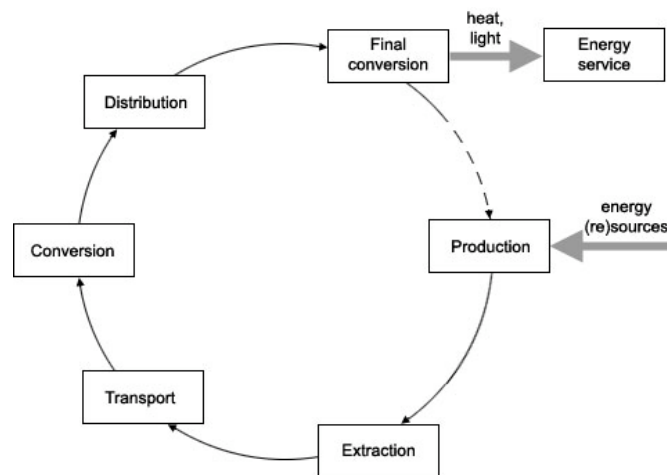 heat,
light
Final
conversion
Energy
service
Distribution
energy
(re)sources
Conversion
Production
Transport
Extraction